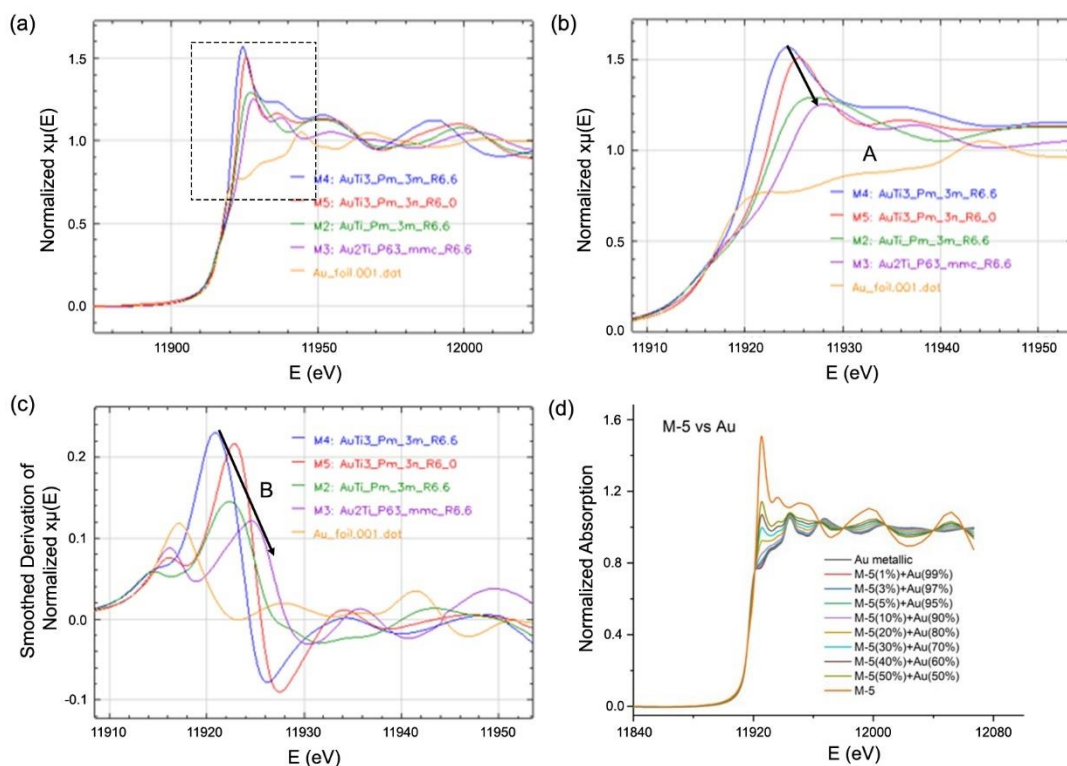 (a)
Normalized xμ(E)
1.5
1.0
0.5
0.0
M4: AuTi3_Pm_3m_R6.6
M5: AuTi3_Pm_3n_R6_0
M2: AuTi_Pm_3m_R6.6
M3: Au2Ti_P63_mmc_R6.6
Au_foil.001.dat
11900
11950
12000
E (eV)
(b)
Normalized xμ(E)
1.5
1.0
0.5
0.0
A
M4: AuTi3_Pm_3m_R6.6
M5: AuTi3_Pm_3n_R6_0
M2: AuTi_Pm_3m_R6.6
M3: Au2Ti_P63_mmc_R6.6
Au_foil.001.dat
11910
11920
11930
11940
11950
E (eV)
(c)
Smoothed Derivation of
Normalized xμ(E)
0.2
0.1
0.0
-0.1
B
M4: AuTi3_Pm_3m_R6.6
M5: AuTi3_Pm_3n_R6_0
M2: AuTi_Pm_3m_R6.6
M3: Au2Ti_P63_mmc_R6.6
Au_foil.001.dat
11910
11920
11930
11940
11950
E (eV)
(d)
M-5 vs Au
Normalized Absorption
1.6
1.2
0.8
0.4
0.0
Au metallic
M-5(1%)+Au(99%)
M-5(3%)+Au(97%)
M-5(5%)+Au(95%)
M-5(10%)+Au(90%)
M-5(20%)+Au(80%)
M-5(30%)+Au(70%)
M-5(40%)+Au(60%)
M-5(50%)+Au(50%)
M-5
11840
11920
12000
12080
E (eV)